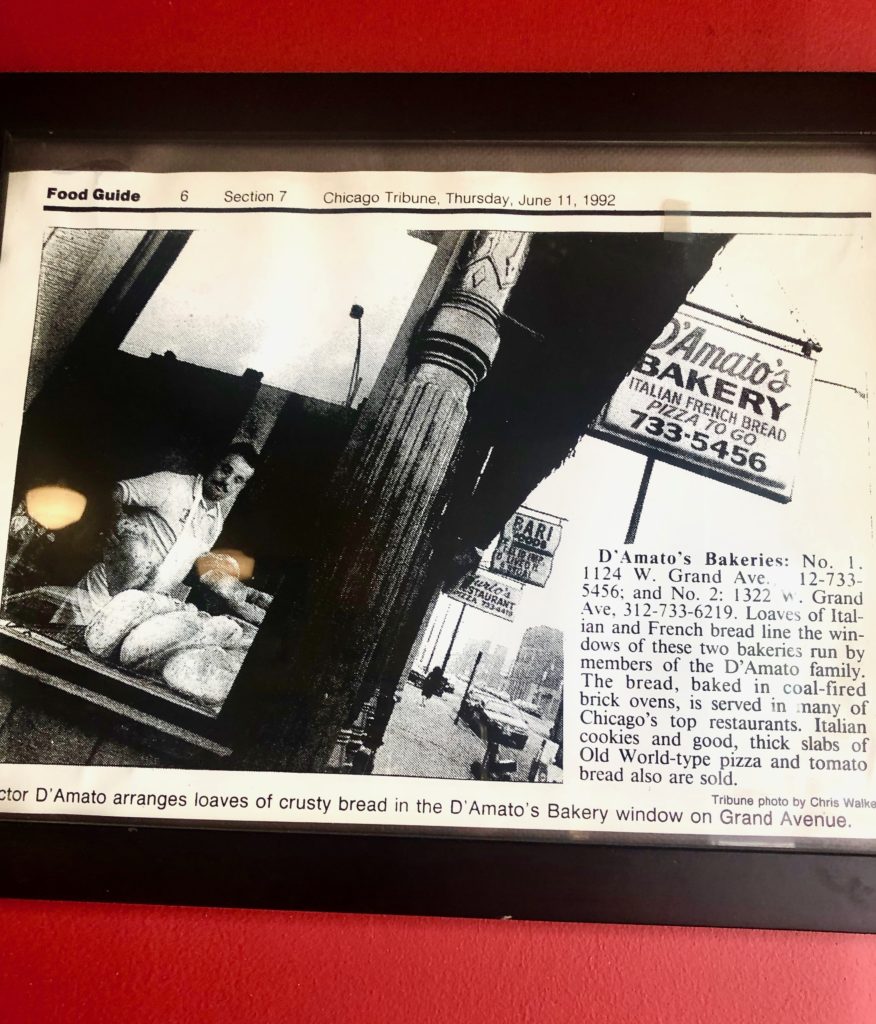 Food Guide 6 Section 7 Chicago Tribune, Thursday, June 11, 1992
D'Amato's
BAKERY
ITALIAN FRENCH BREAD
PIZZA TO GO
733-5456
BARI
FOODS
RESTAURANT
PIZZA
D'Amato's Bakeries: No. 1.
1124 W. Grand Ave. 12-733-
5456; and No. 2: 1322 W. Grand
Ave, 312-733-6219. Loaves of Ital-
ian and French bread line the win-
dows of these two bakeries run by
members of the D'Amato family.
The bread, baked in coal-fired
brick ovens, is served in many of
Chicago's top restaurants. Italian
cookies and good, thick slabs of
Old World-type pizza and tomato
bread also are sold.
Tribune photo by Chris Walke
ctor D'Amato arranges loaves of crusty bread in the D'Amato's Bakery window on Grand Avenue.